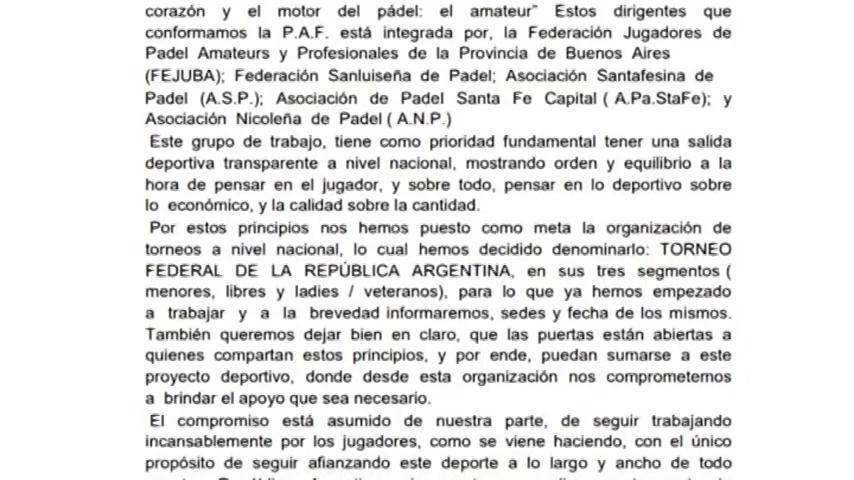 corazón y el motor del pádel: el amateur” Estos dirigentes que
conformamos la P.A.F. está integrada por, la Federación Jugadores de
Padel Amateurs y Profesionales de la Provincia de Buenos Aires
(FEJUBA); Federación Sanluiseña de Padel; Asociación Santafesina de
Padel (A.S.P.); Asociación de Padel Santa Fe Capital ( A.Pa.StaFe); y
Asociación Nicoleña de Padel ( A.N.P.)
Este grupo de trabajo, tiene como prioridad fundamental tener una salida
deportiva transparente a nivel nacional, mostrando orden y equilibrio a la
hora de pensar en el jugador, y sobre todo, pensar en lo deportivo sobre
lo económico, y la calidad sobre la cantidad.
Por estos principios nos hemos puesto como meta la organización de
torneos a nivel nacional, lo cual hemos decidido denominarlo: TORNEO
FEDERAL DE LA REPÚBLICA ARGENTINA, en sus tres segmentos (
menores, libres y ladies / veteranos), para lo que ya hemos empezado
a trabajar y a la brevedad informaremos, sedes y fecha de los mismos.
También queremos dejar bien en claro, que las puertas están abiertas a
quienes compartan estos principios, y por ende, puedan sumarse a este
proyecto deportivo, donde desde esta organización nos comprometemos
a brindar el apoyo que sea necesario.
El compromiso está asumido de nuestra parte, de seguir trabajando
incansablemente por los jugadores, como se viene haciendo, con el único
propósito de seguir afianzando este deporte a lo largo y ancho de todo